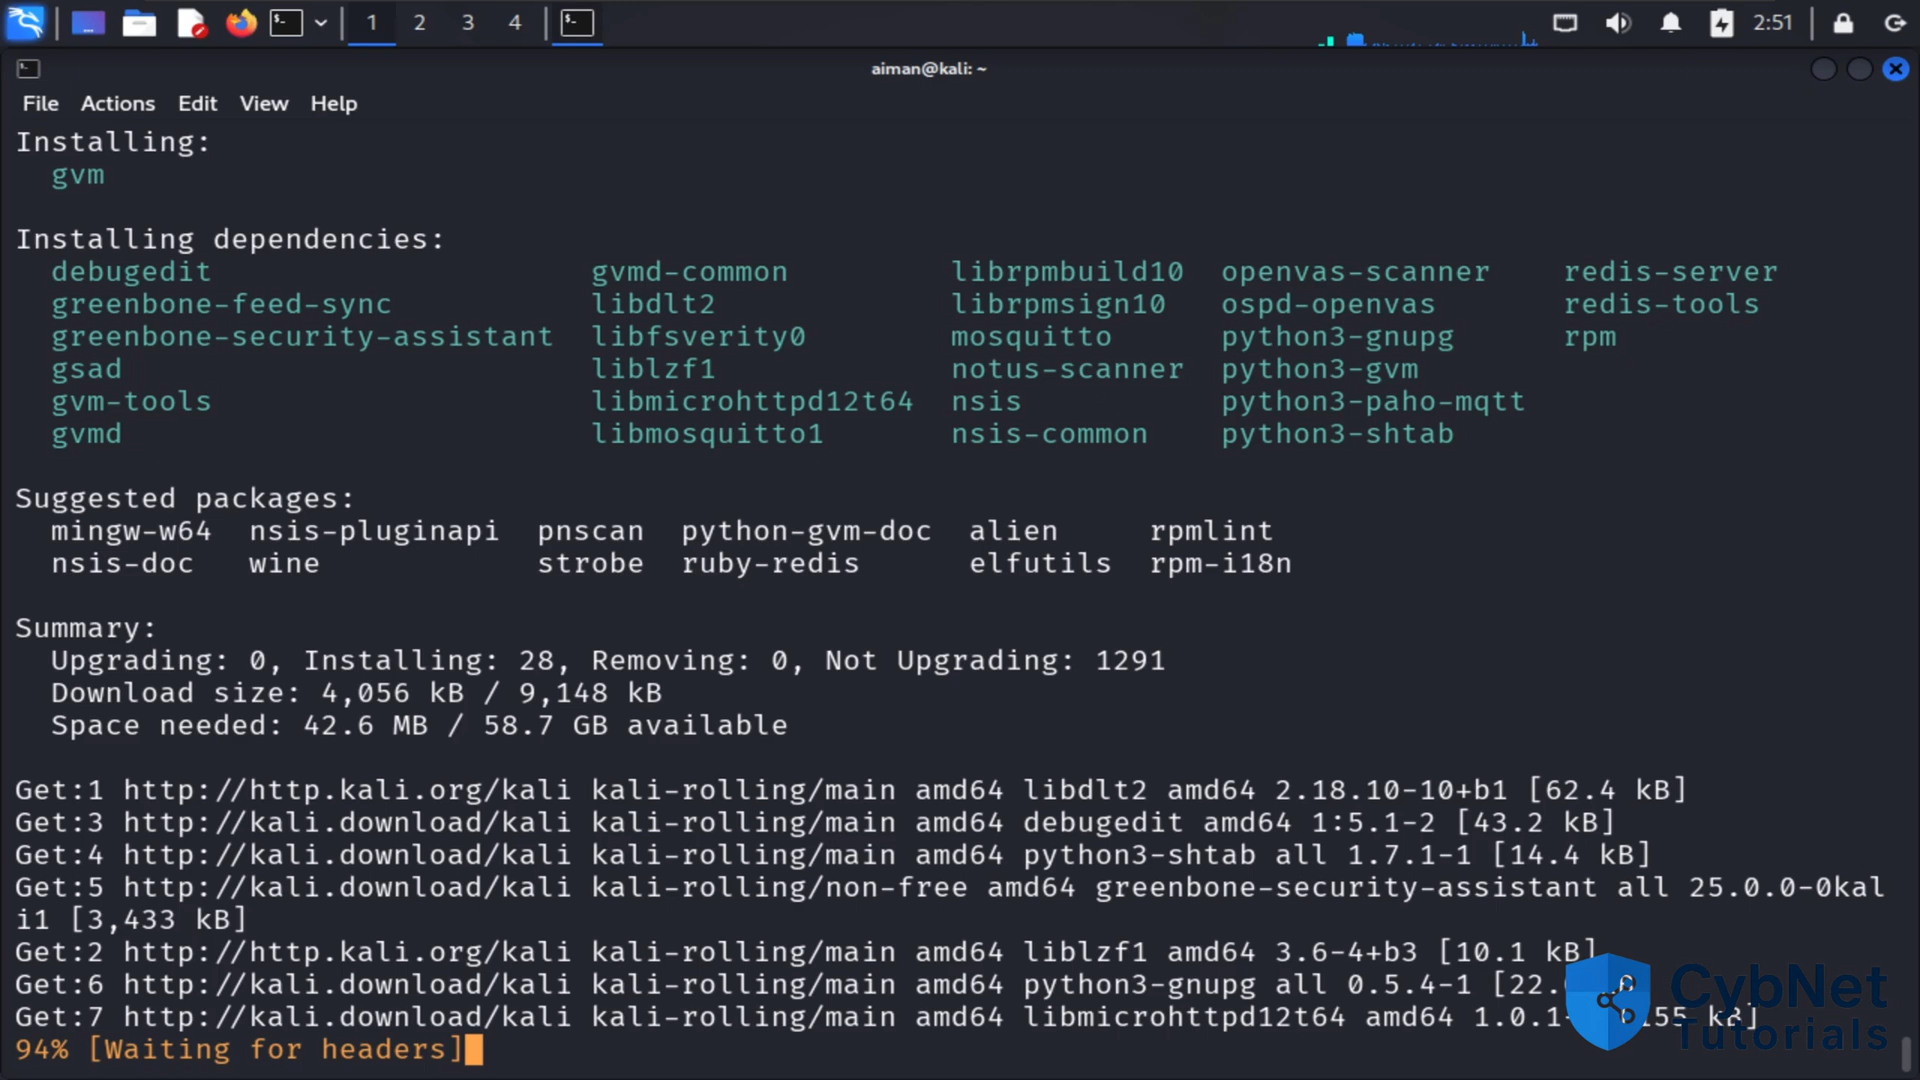 1 2 3 4 2:51
aiman@kali: ~
File Actions Edit View Help
Installing:
gvm
Installing dependencies:
debugedit gvmd-common librpmbuild10 openvas-scanner redis-server
greenbone-feed-sync libdlt2 librpmsign10 ospd-openvas redis-tools
greenbone-security-assistant libfsverity0 mosquitto python3-gnupg rpm
gsad liblzf1 notus-scanner python3-gvm
gvm-tools libmicrohttpd12t64 nsis python3-paho-mqtt
gvmd libmosquitto1 nsis-common python3-shtab
Suggested packages:
mingw-w64 nsis-pluginapi pnscan python-gvm-doc alien rpmlint
nsis-doc wine strobe ruby-redis elfutils rpm-i18n
Summary:
Upgrading: 0, Installing: 28, Removing: 0, Not Upgrading: 1291
Download size: 4,056 kB / 9,148 kB
Space needed: 42.6 MB / 58.7 GB available
Get:1 http://http.kali.org/kali kali-rolling/main amd64 libdlt2 amd64 2.18.10-10+b1 [62.4 kB]
Get:3 http://kali.download/kali kali-rolling/main amd64 debugedit amd64 1:5.1-2 [43.2 kB]
Get:4 http://kali.download/kali kali-rolling/main amd64 python3-shtab all 1.7.1-1 [14.4 kB]
Get:5 http://kali.download/kali kali-rolling/non-free amd64 greenbone-security-assistant all 25.0.0-0kal
i1 [3,433 kB]
Get:2 http://http.kali.org/kali kali-rolling/main amd64 liblzf1 amd64 3.6-4+b3 [10.1 kB]
Get:6 http://kali.download/kali kali-rolling/main amd64 python3-gnupg all 0.5.4-1
Get:7 http://kali.download/kali kali-rolling/main amd64 libmicrohttpd12t64 amd64 kB]
94% [Waiting for headers]
CybNet
Tutorials